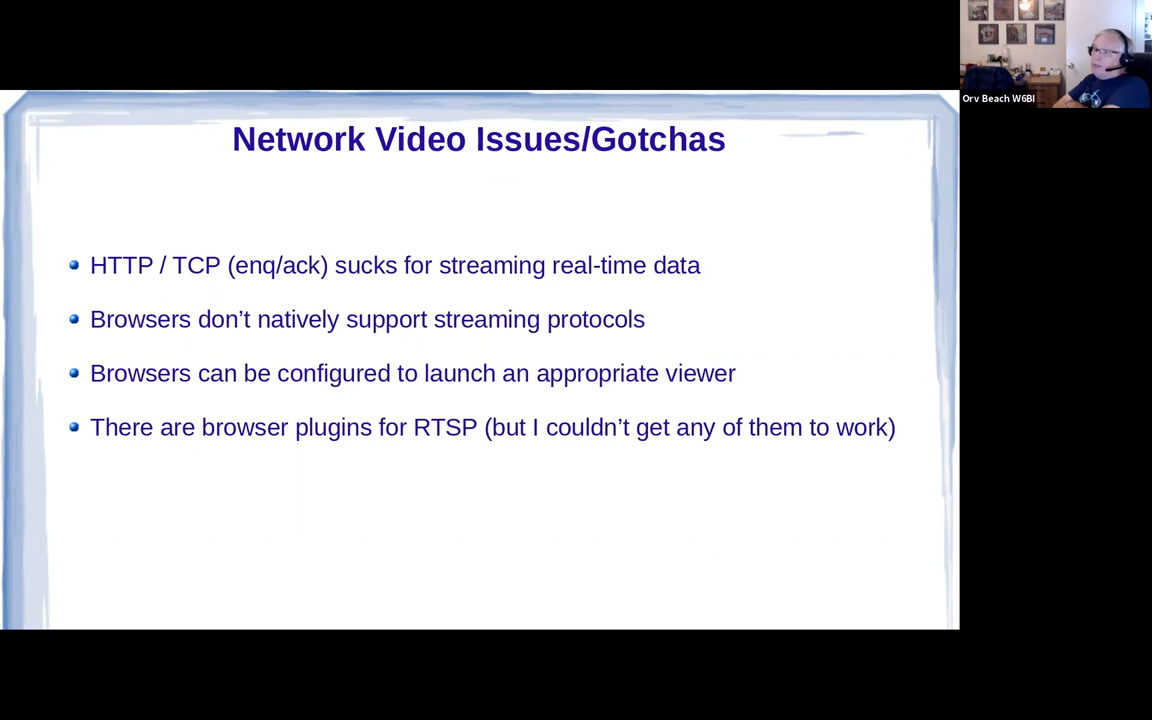 Orv Beach W6BI
Network Video Issues/Gotchas
HTTP / TCP (enq/ack) sucks for streaming real-time data
Browsers don’t natively support streaming protocols
Browsers can be configured to launch an appropriate viewer
There are browser plugins for RTSP (but I couldn’t get any of them to work)